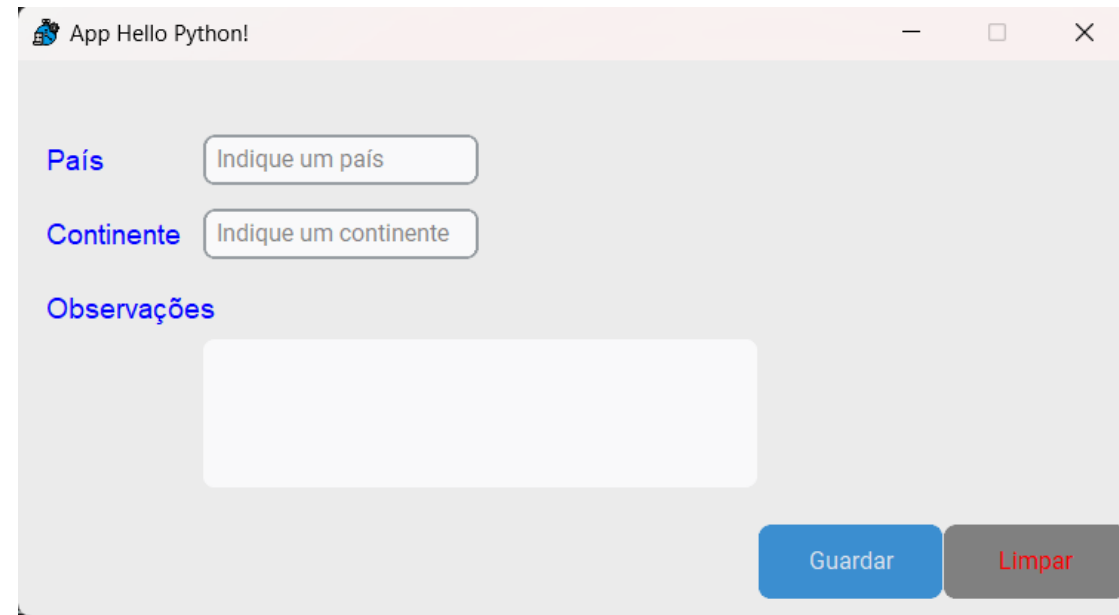 App Hello Python!
País
Indique um país
Continente
Indique um continente
Observações
Guardar
Limpar